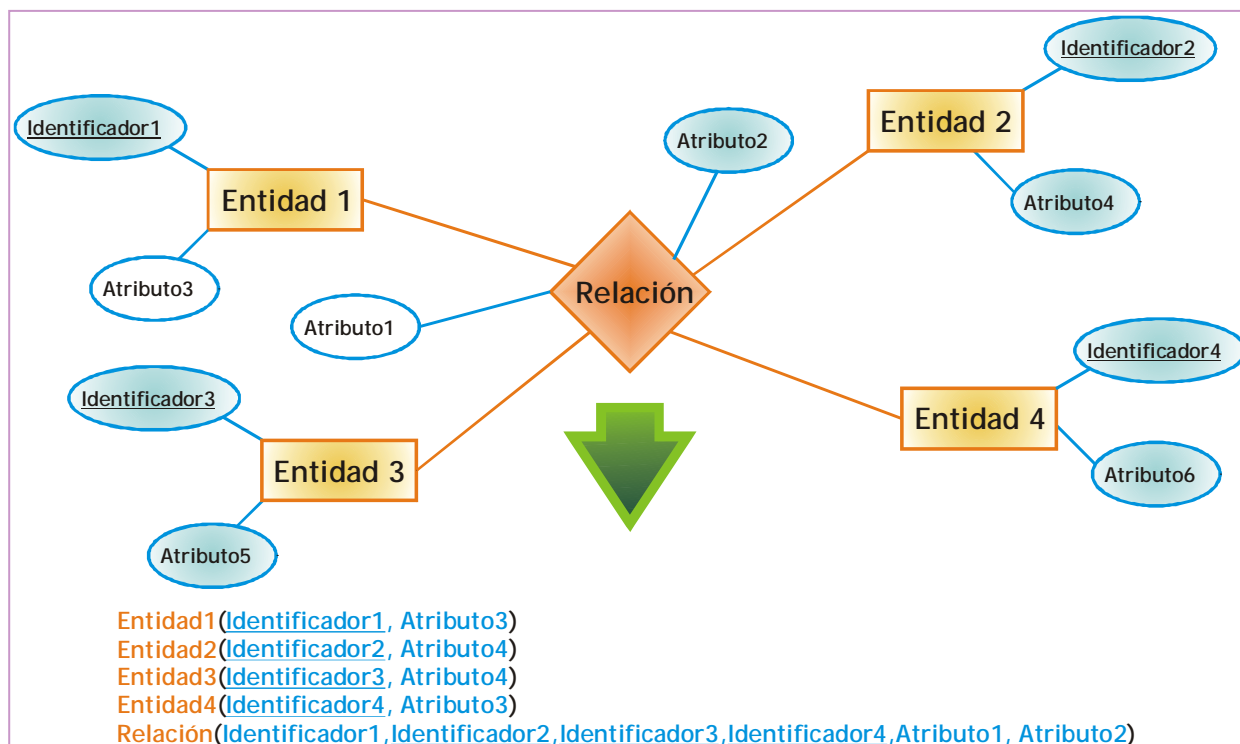 Identificador2
Identificador1
Entidad 2
Atributo2
Entidad 1
Atributo4
Atributo3
Relación
Atributo1
Identificador4
Identificador3
Entidad 4
Entidad 3
Atributo6
Atributo5
Entidad1(Identificador1, Atributo3)
Entidad2(Identificador2, Atributo4)
Entidad3(Identificador3, Atributo4)
Entidad4(Identificador4, Atributo3)
Relación(Identificador1,Identificador2,Identificador3,Identificador4,Atributo1, Atributo2)